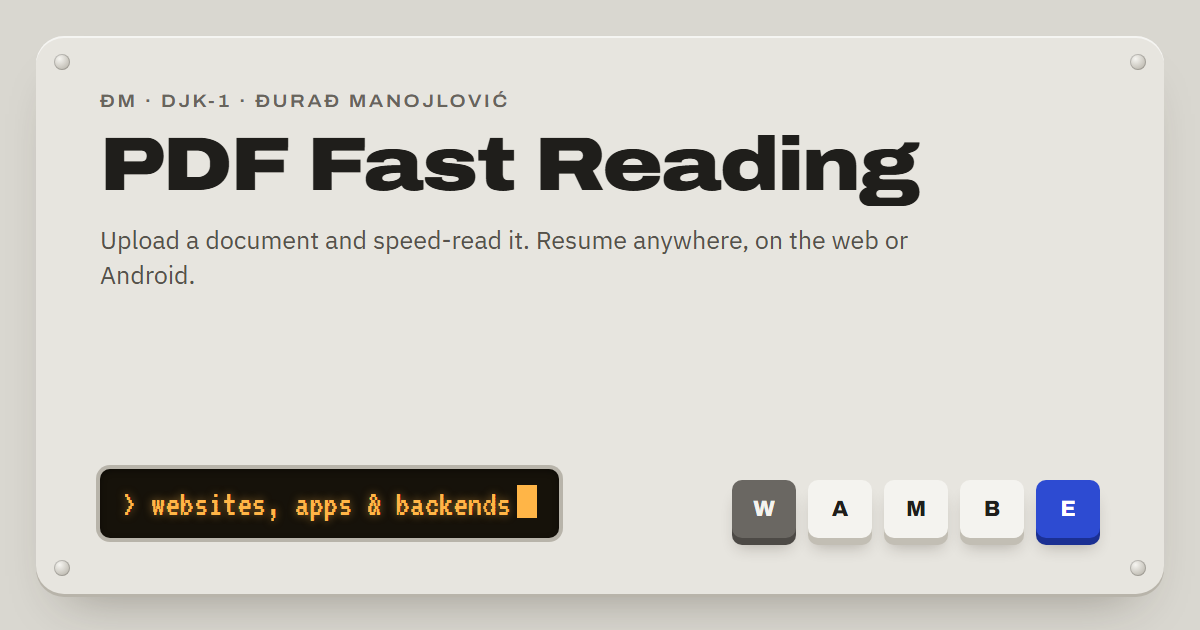 ĐM · DJK-1 · ĐURAĐ MANOJLOVIĆ
PDF Fast Reading
Upload a document and speed-read it. Resume anywhere, on the web or
Android.
> websites, apps & backends
W A M B E